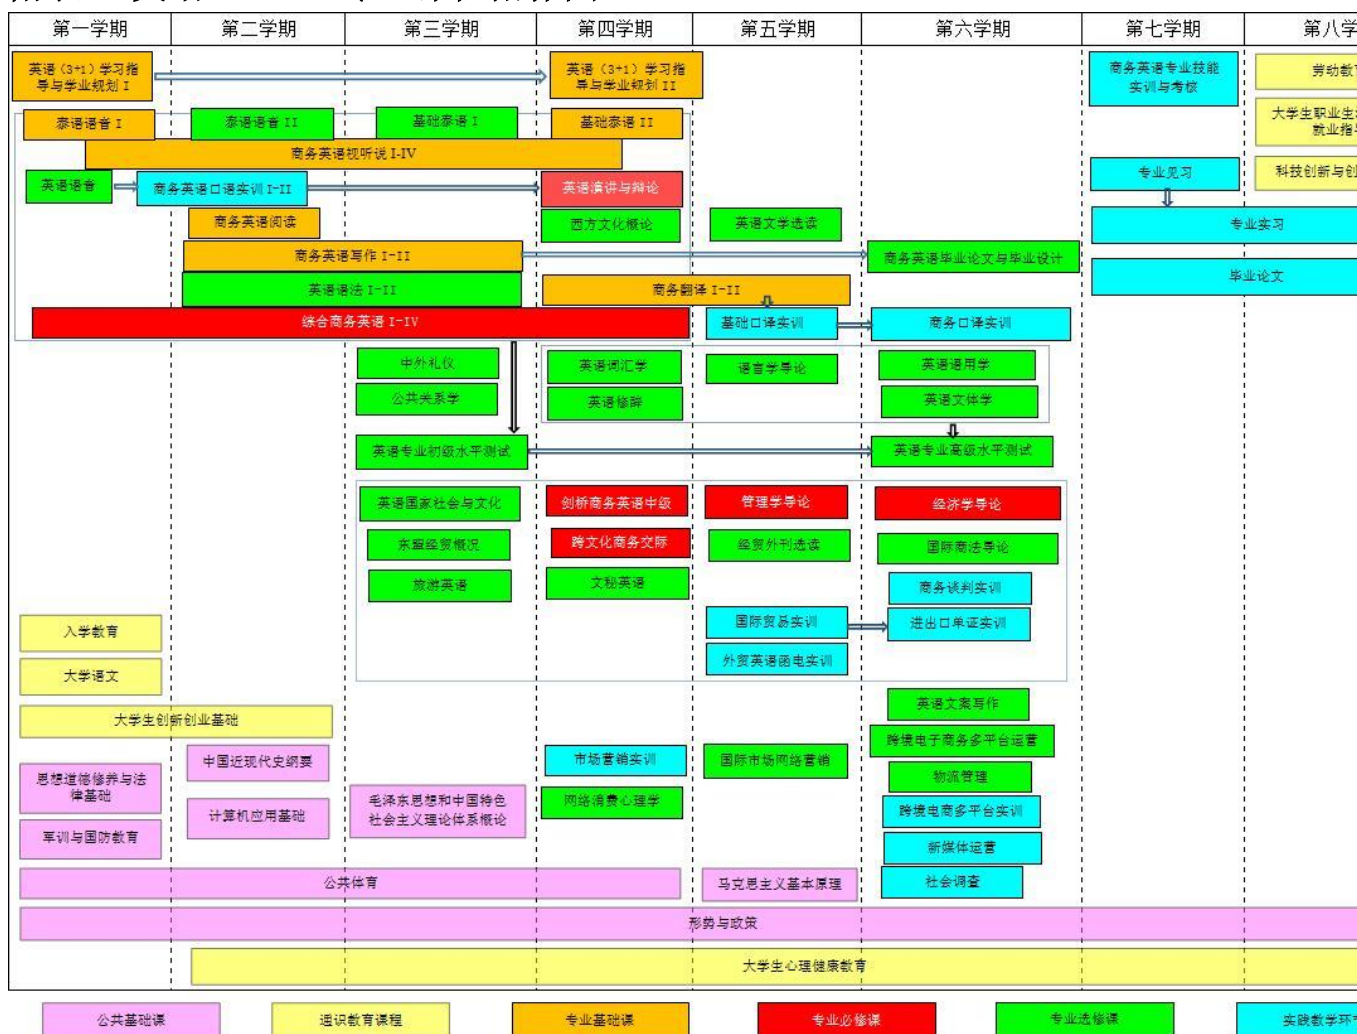 第一学期
第二学期
第三学期
第四学期
第五学期
第六学期
第七学期
第八学
英语（3+1）学习指
导与学业规划 I
英语（3+1）学习指
导与学业规划 II
商务英语专业技能
实训与考核
劳动教
泰语语音 I
泰语语音 II
基础泰语 I
基础泰语 II
大学生职业生
就业指
商务英语视听说 I-IV
英语语音
商务英语口语实训 I-II
英语演讲与辩论
专业见习
科技创新与创
商务英语阅读
西方文化概论
英语文学选读
专业实习
商务英语写作 I-II
商务英语毕业论文与毕业设计
英语语法 I-II
商务翻译 I-II
毕业论文
综合商务英语 I-IV
基础口译实训
商务口译实训
中外礼仪
英语词汇学
语言学导论
英语语用学
公共关系学
英语修辞
英语文体学
英语专业初级水平测试
英语专业高级水平测试
英语国家社会与文化
剑桥商务英语中级
管理学导论
经济学导论
东盟经贸概况
跨文化商务交际
经贸外刊选读
国际商法导论
旅游英语
文秘英语
商务谈判实训
入学教育
国际贸易实训
进出口单证实训
大学语文
外贸英语函电实训
大学生创新创业基础
英语文案写作
跨境电子商务多平台运营
中国近现代史纲要
市场营销实训
国际市场网络营销
物流管理
思想道德修养与法
律基础
计算机应用基础
毛泽东思想和中国特色
社会主义理论体系概论
网络消费心理学
跨境电商多平台实训
军训与国防教育
新媒体运营
公共体育
马克思主义基本原理
社会调查
形势与政策
大学生心理健康教育
公共基础课
通识教育课程
专业基础课
专业必修课
专业选修课
实践教学环